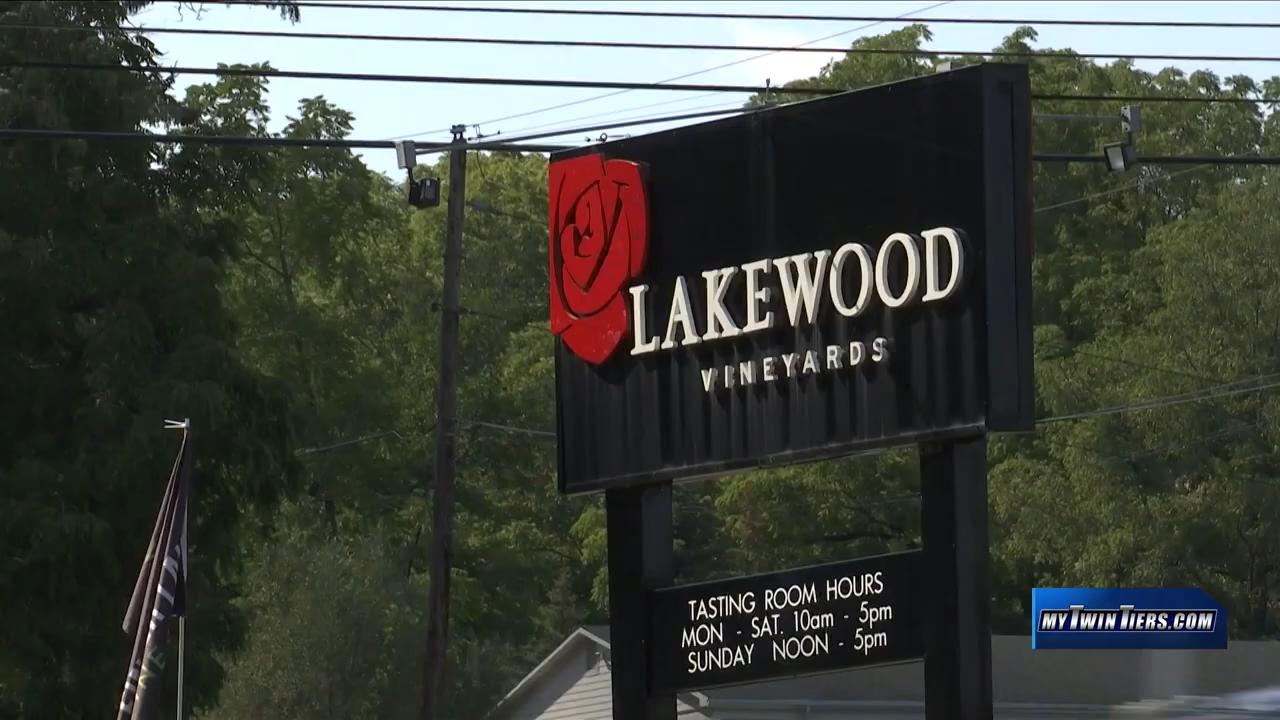 LAKEWOOD
VINEYARDS
TASTING ROOM HOURS
MON - SAT. 10am - 5pm
SUNDAY NOON - 5pm
MYTWINTIERS.COM